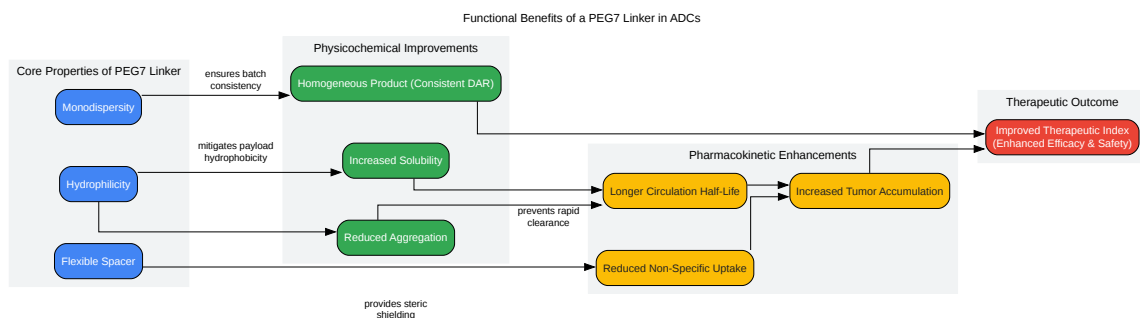 Functional Benefits of a PEG7 Linker in ADCs
Core Properties of PEG7 Linker
Monodispersity
Hydrophilicity
Flexible Spacer
ensures batch
consistency
mitigates payload
hydrophobicity
provides steric
shielding
Physicochemical Improvements
Homogeneous Product (Consistent DAR)
Increased Solubility
Reduced Aggregation
prevents rapid
clearance
Pharmacokinetic Enhancements
Longer Circulation Half-Life
Increased Tumor Accumulation
Reduced Non-Specific Uptake
Therapeutic Outcome
Improved Therapeutic Index
(Enhanced Efficacy & Safety)